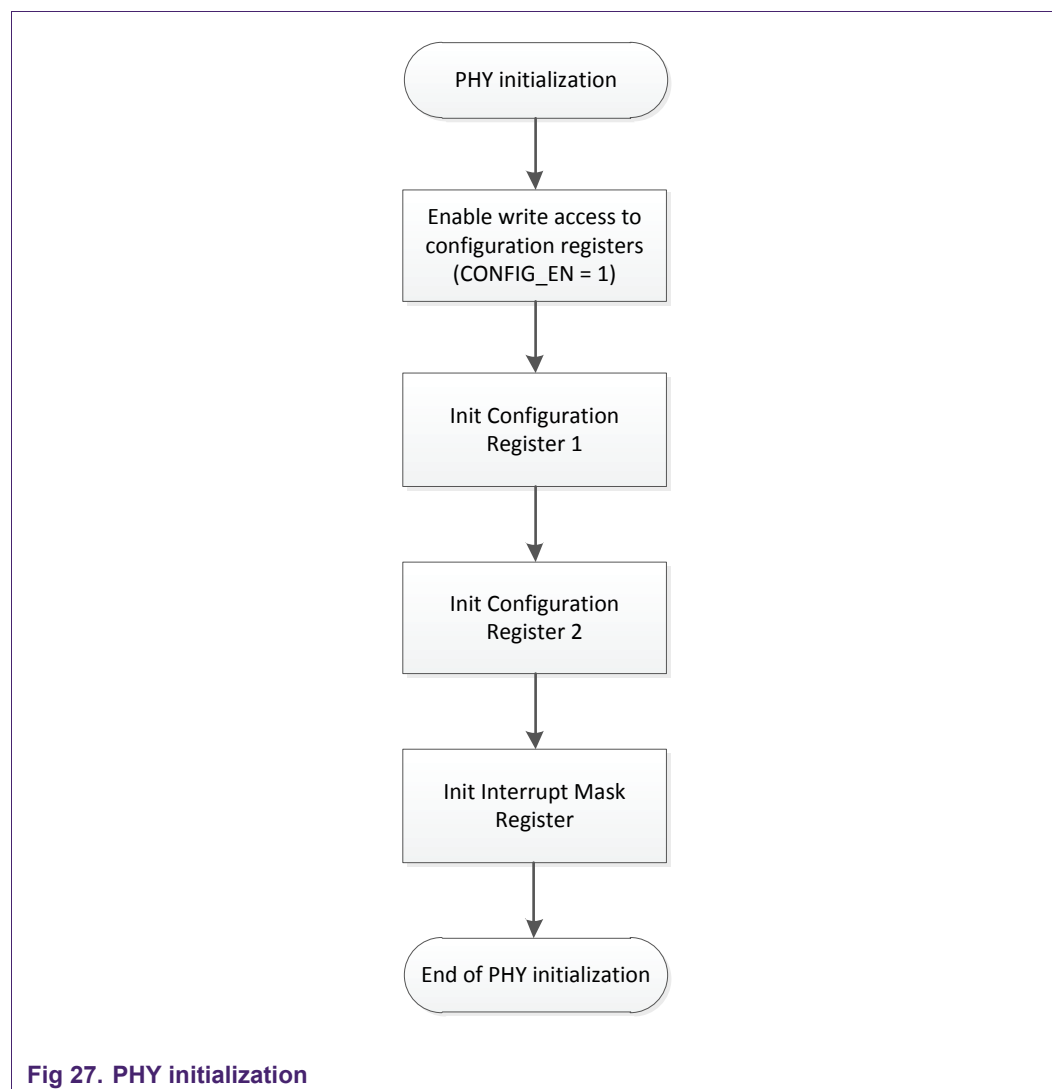 PHY initialization
Enable write access to
configuration registers
(CONFIG_EN = 1)
Init Configuration
Register 1
Init Configuration
Register 2
Init Interrupt Mask
Register
End of PHY initialization
Fig 27. PHY initialization